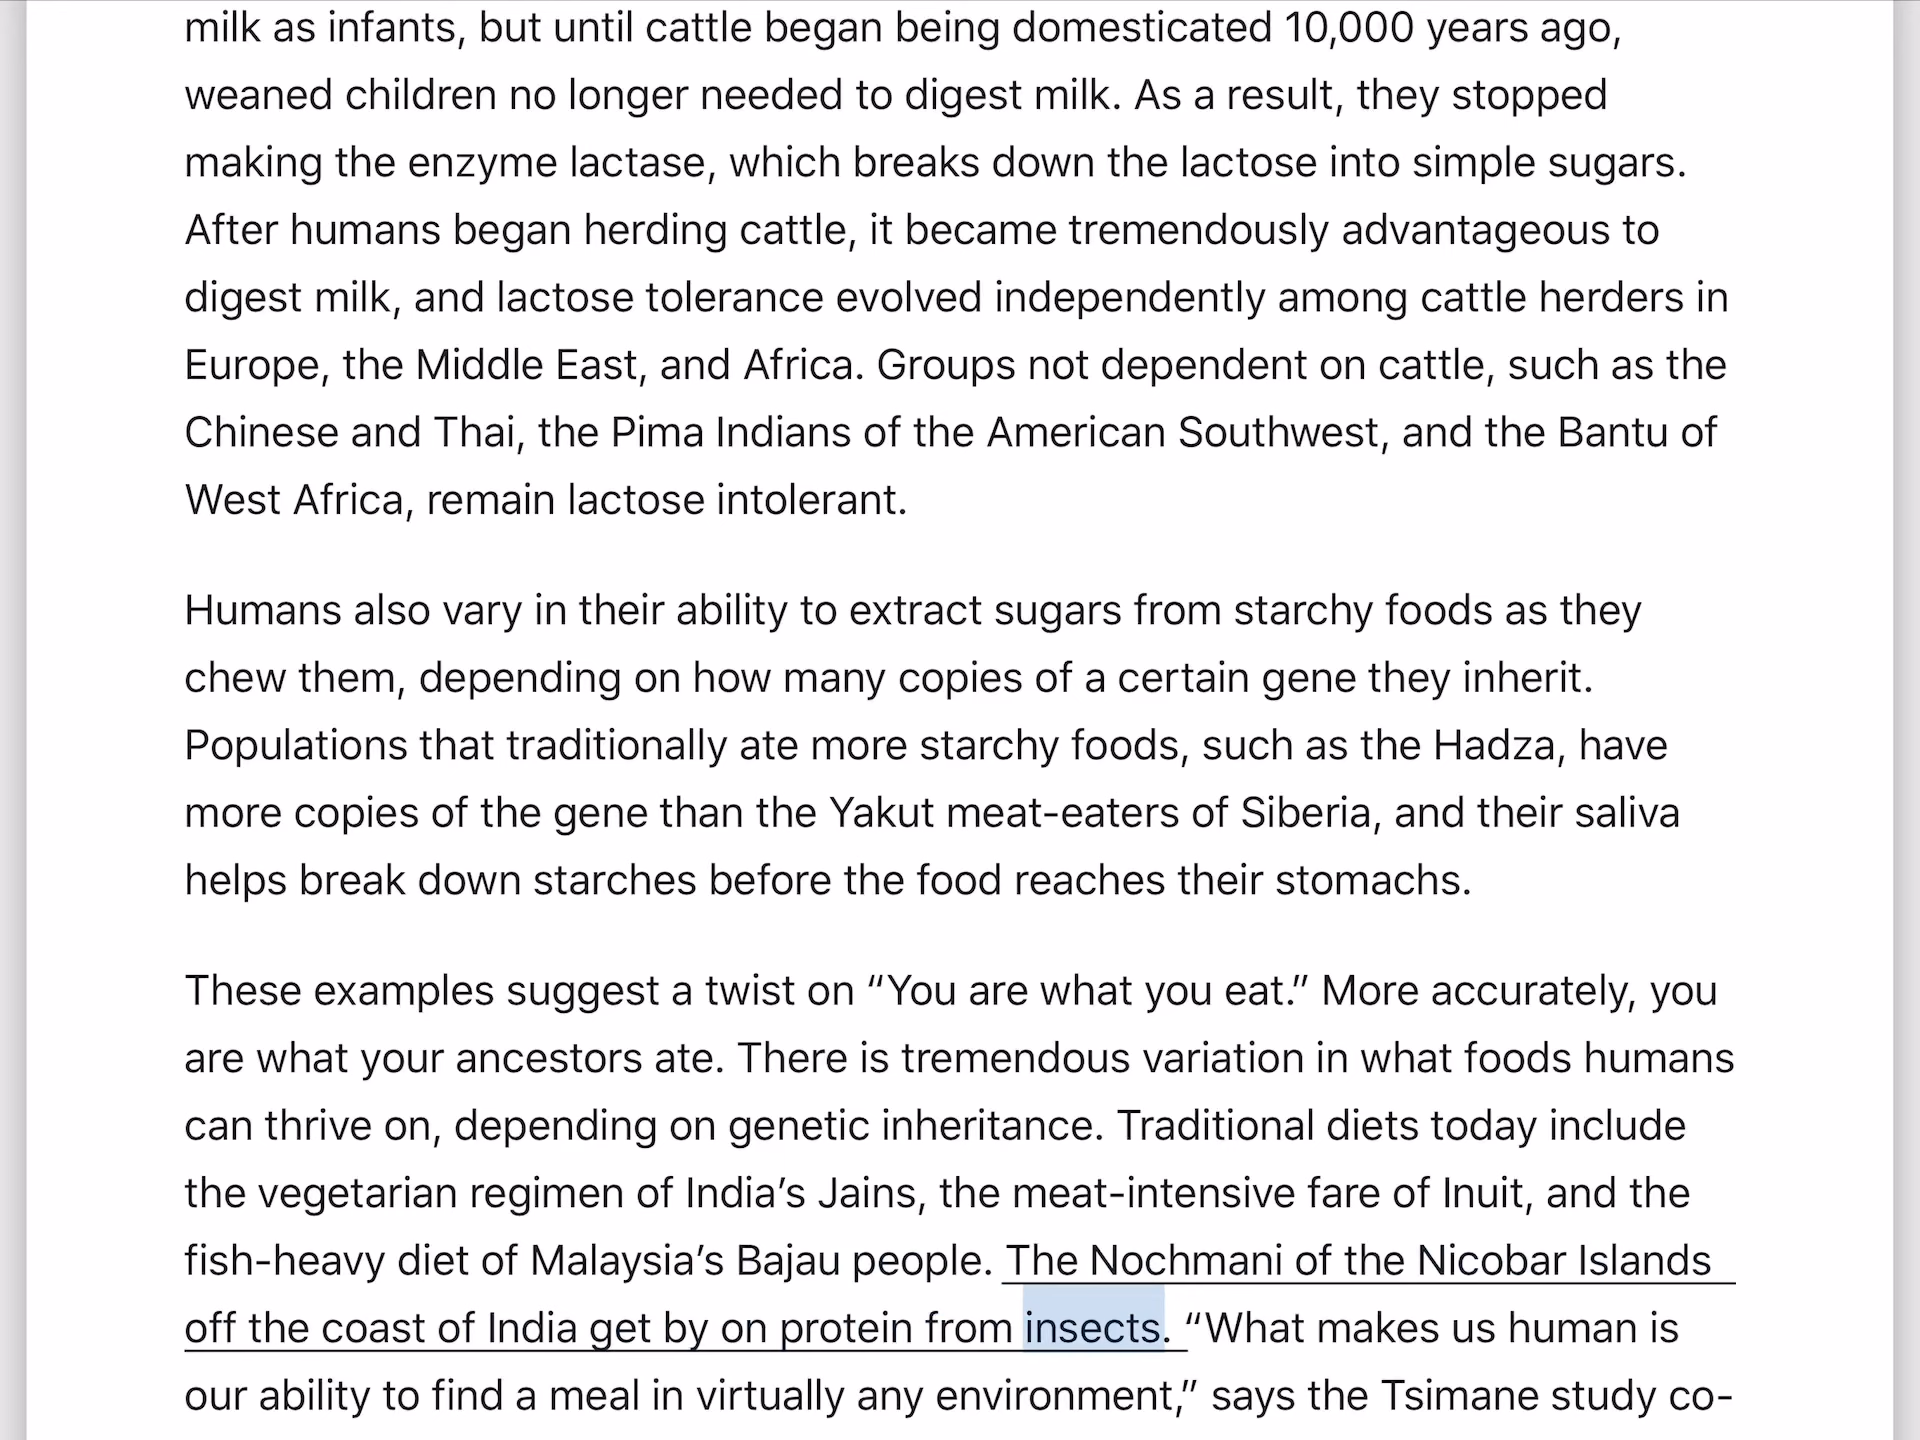 milk as infants, but until cattle began being domesticated 10,000 years ago,
weaned children no longer needed to digest milk. As a result, they stopped
making the enzyme lactase, which breaks down the lactose into simple sugars.
After humans began herding cattle, it became tremendously advantageous to
digest milk, and lactose tolerance evolved independently among cattle herders in
Europe, the Middle East, and Africa. Groups not dependent on cattle, such as the
Chinese and Thai, the Pima Indians of the American Southwest, and the Bantu of
West Africa, remain lactose intolerant.
Humans also vary in their ability to extract sugars from starchy foods as they
chew them, depending on how many copies of a certain gene they inherit.
Populations that traditionally ate more starchy foods, such as the Hadza, have
more copies of the gene than the Yakut meat-eaters of Siberia, and their saliva
helps break down starches before the food reaches their stomachs.
These examples suggest a twist on “You are what you eat.” More accurately, you
are what your ancestors ate. There is tremendous variation in what foods humans
can thrive on, depending on genetic inheritance. Traditional diets today include
the vegetarian regimen of India’s Jains, the meat-intensive fare of Inuit, and the
fish-heavy diet of Malaysia’s Bajau people. The Nochmani of the Nicobar Islands
off the coast of India get by on protein from insects. “What makes us human is
our ability to find a meal in virtually any environment,” says the Tsimane study co-